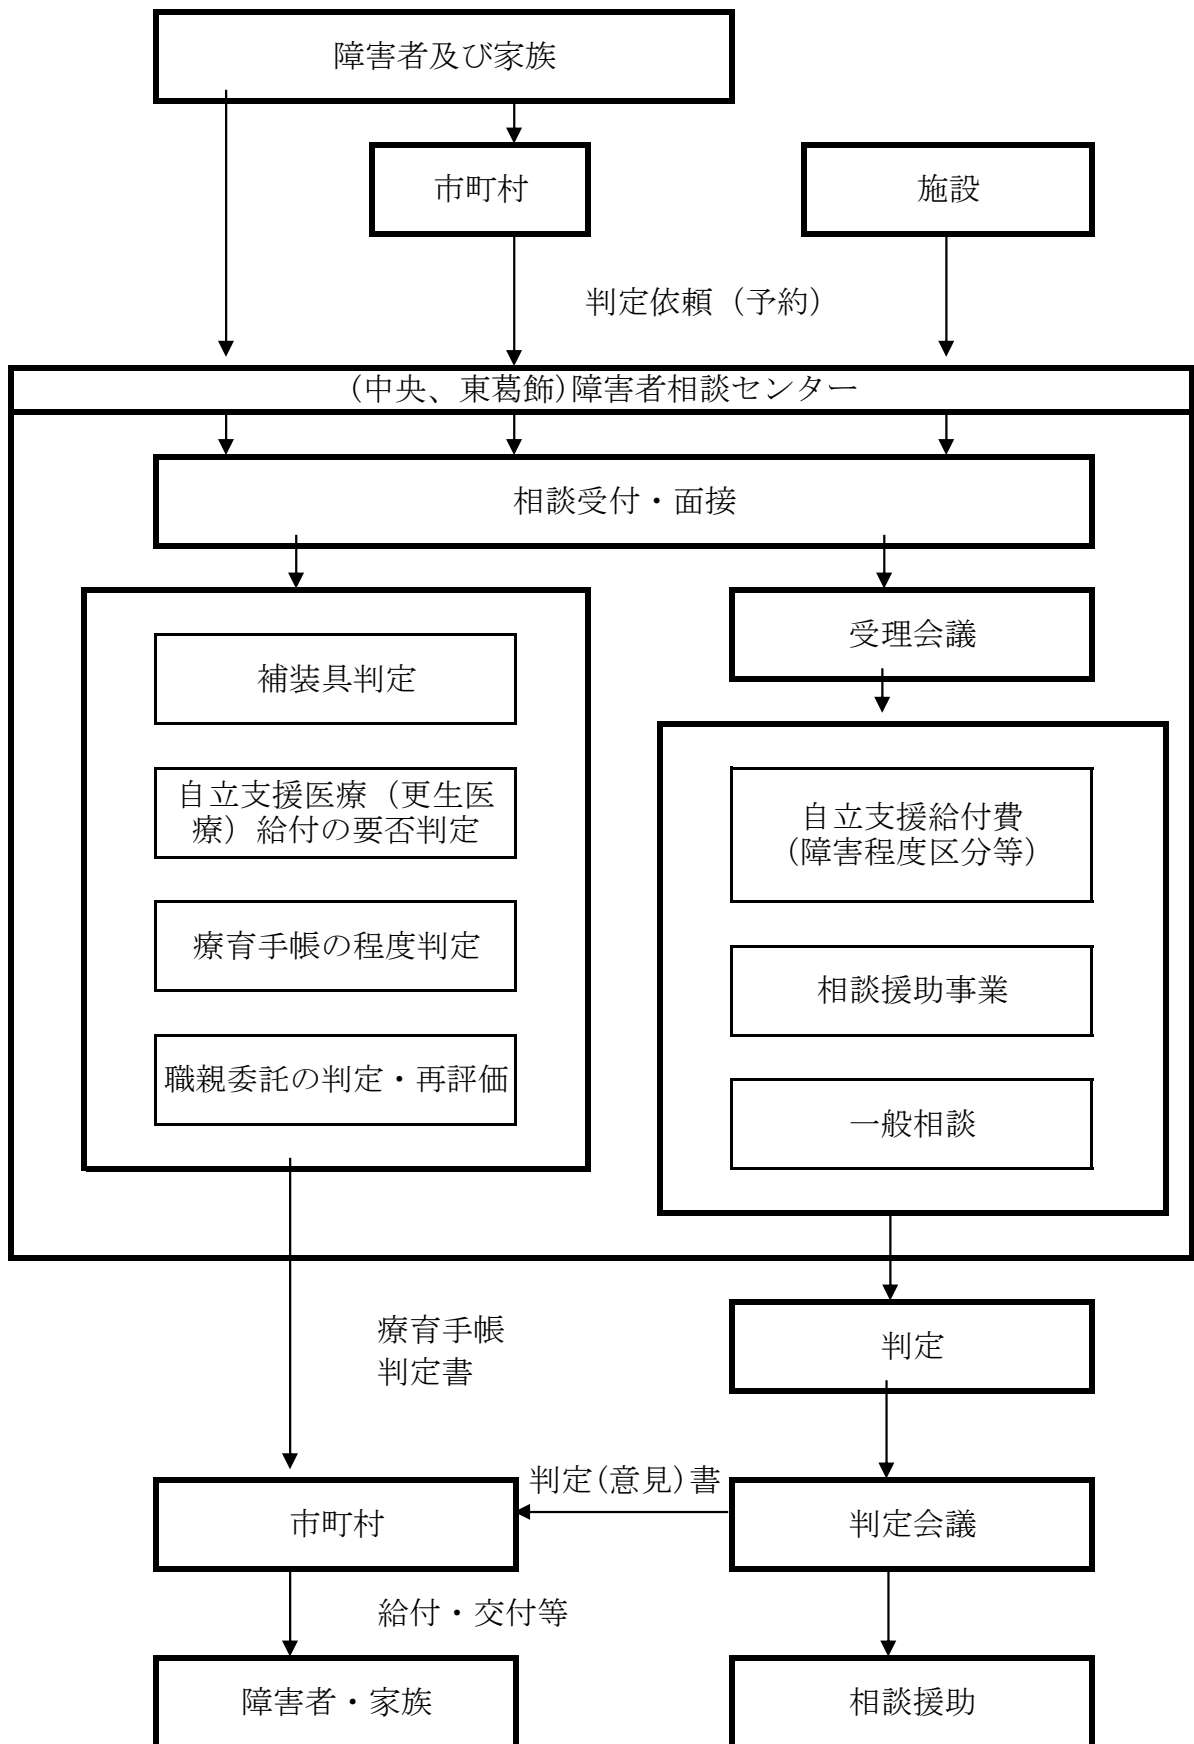 障害者及び家族
市町村
施設
判定依頼（予約）
(中央、東葛飾)障害者相談センター
相談受付・面接
補装具判定
自立支援医療（更生医
療）給付の要否判定
療育手帳の程度判定
職親委託の判定・再評価
受理会議
自立支援給付費
（障害程度区分等）
相談援助事業
一般相談
療育手帳
判定書
判定
判定(意見)書
市町村
判定会議
給付・交付等
障害者・家族
相談援助